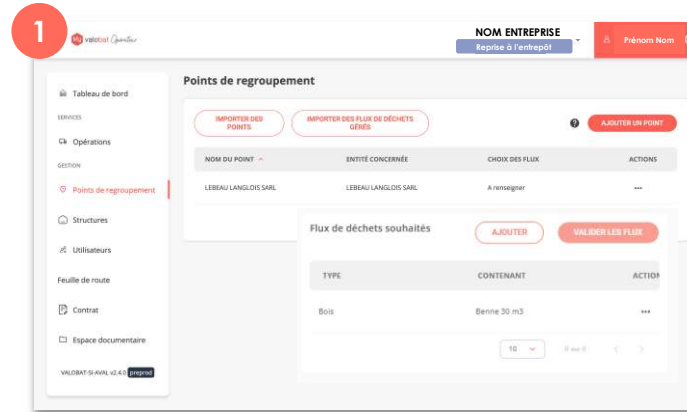 1
My valobat Opérateur
NOM ENTREPRISE
Reprise à l'entrepôt
Prénom Nom
Tableau de bord
SERVICES
Opérations
GESTION
Points de regroupement
Structures
Utilisateurs
Feuille de route
Contrat
Espace documentaire
VALOBAT-SI-AVAL v2.4.0 preprod
Points de regroupement
IMPORTER DES
POINTS
IMPORTER DES FLUX DE DÉCHETS
GÉRÉS
?
AJOUTER UN POINT
NOM DU POINT ENTITÉ CONCERNÉE CHOIX DES FLUX ACTIONS
LEBEAU LANGLOIS SARL LEBEAU LANGLOIS SARL A renseigner ...
Flux de déchets souhaités
AJOUTER
VALIDER LES FLUX
TYPE CONTENANT ACTION
Bois Benne 30 m3 ...
10